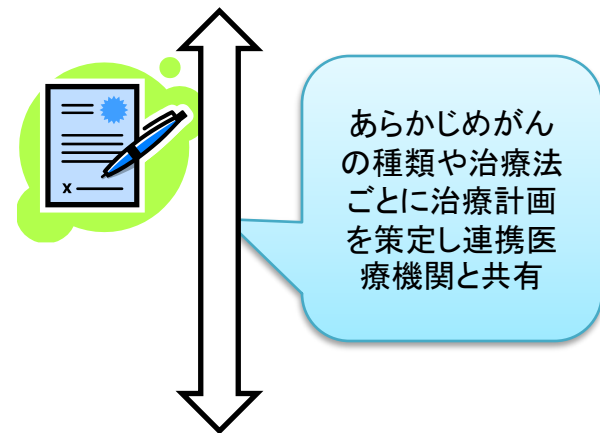 x
あらかじめがん
の種類や治療法
ごとに治療計画
を策定し連携医
療機関と共有